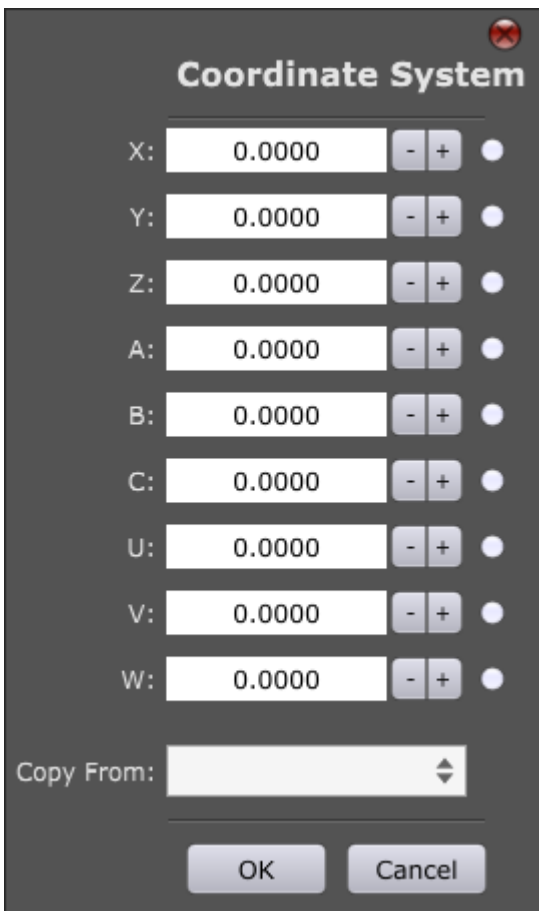 Coordinate System
X: 0.0000 - +
Y: 0.0000 - +
Z: 0.0000 - +
A: 0.0000 - +
B: 0.0000 - +
C: 0.0000 - +
U: 0.0000 - +
V: 0.0000 - +
W: 0.0000 - +
Copy From:
OK Cancel